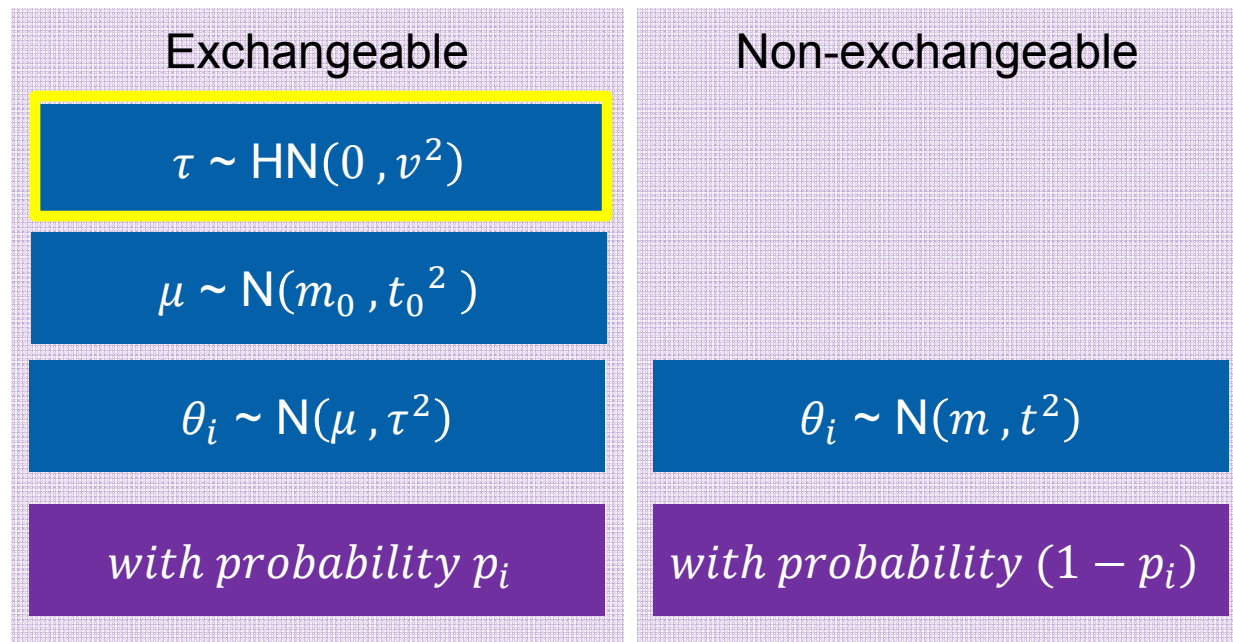 Exchangeable
τ ~ HN(0 , v²)
μ ~ N(m₀ , t₀² )
θᵢ ~ N(μ , τ²)
with probability pᵢ
Non-exchangeable
θᵢ ~ N(m , t²)
with probability (1 − pᵢ)